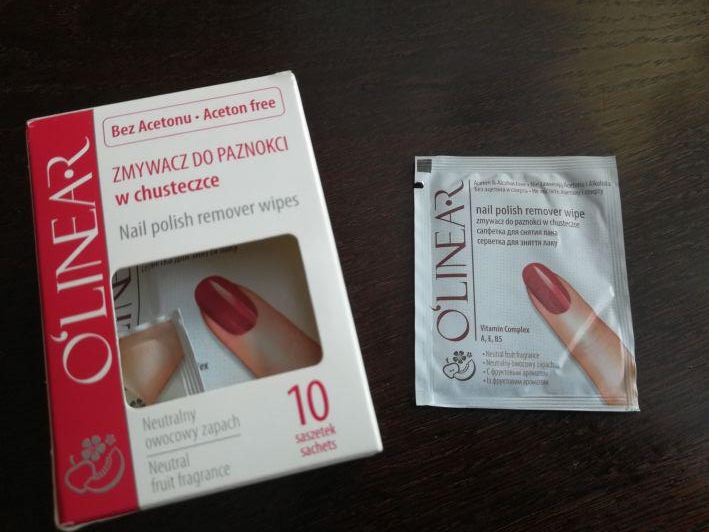 O'LINEAR
Bez Acetonu • Aceton free
ZMYWACZ DO PAZNOKCI
w chusteczce
Nail polish remover wipes
Neutralny
owocowy zapach
Neutral
fruit fragrance
10
saszetek
sachets
O'LINEAR
nail polish remover wipe
zmywacz do paznokci w chusteczce
салфетка для снятия лака
серветка для зняття лаку
Vitamin Complex
A, E, B5
• Neutral fruit fragrance
• Neutralny owocowy zapach
• С фруктовым ароматом
• Із фруктовим ароматом